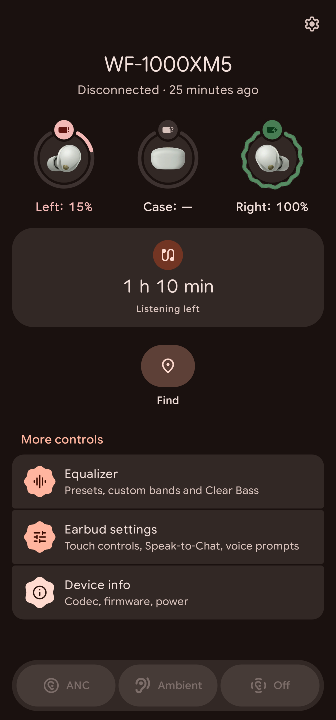 WF-1000XM5
Disconnected · 25 minutes ago
Left: 15%
Case: —
Right: 100%
1 h 10 min
Listening left
Find
More controls
Equalizer
Presets, custom bands and Clear Bass
Earbud settings
Touch controls, Speak-to-Chat, voice prompts
Device info
Codec, firmware, power
ANC
Ambient
Off